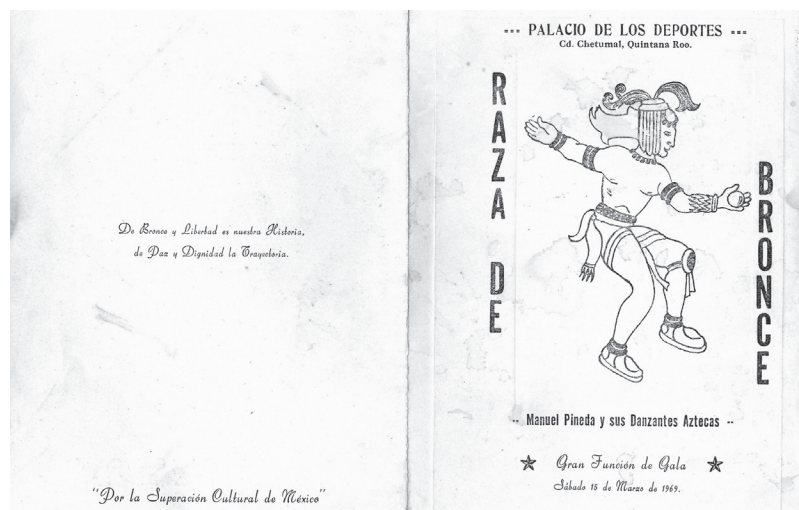 De Bronce y Libertad es nuestra Historia,
de Paz y Dignidad la Trayectoria.
"Por la Superación Cultural de México"
--- PALACIO DE LOS DEPORTES ---
Cd. Chetumal, Quintana Roo.
RAZA DE
BRONCE
-- Manuel Pineda y sus Danzantes Aztecas --
Gran Función de Gala
Sábado 15 de Marzo de 1969.